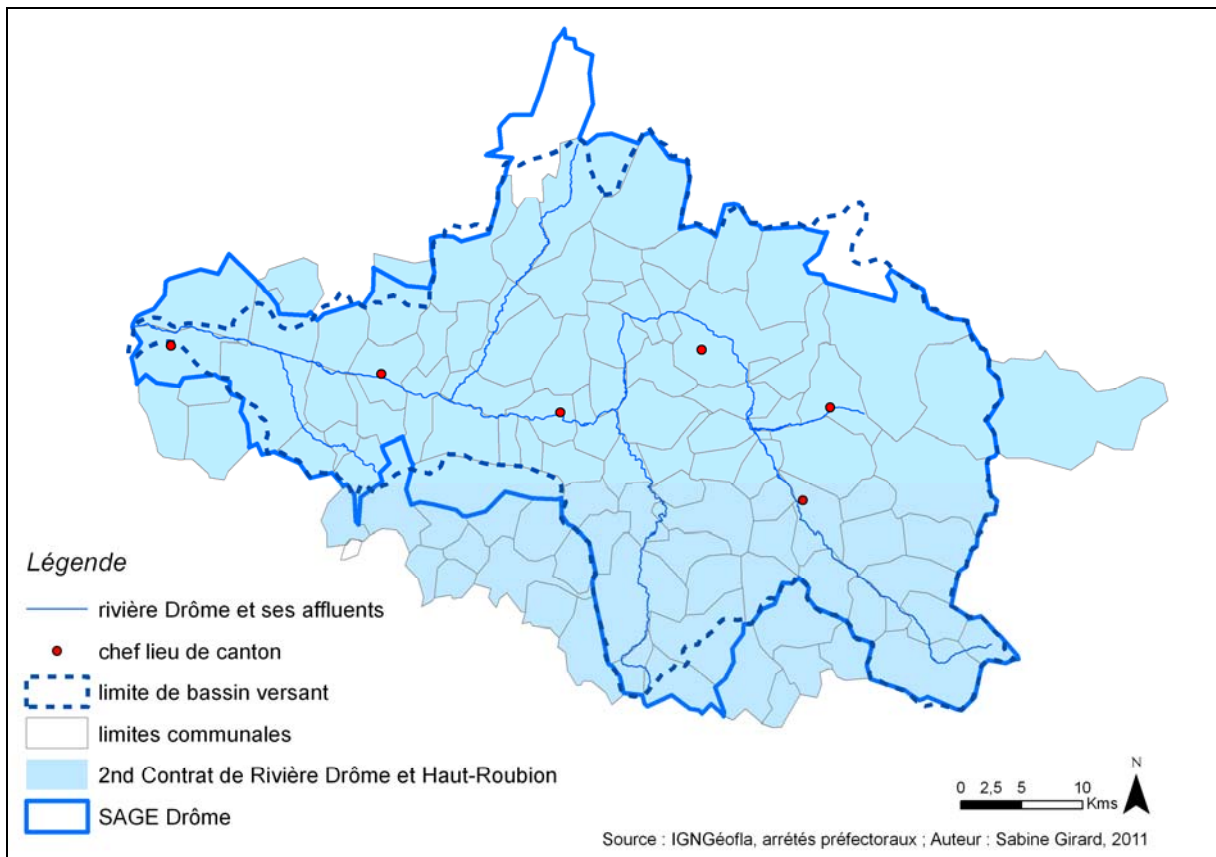 Légende
rivière Drôme et ses affluents
chef lieu de canton
limite de bassin versant
limites communales
2nd Contrat de Rivière Drôme et Haut-Roubion
SAGE Drôme
N
0 2,5 5 10
Kms
Source : IGNGéofla, arrétés préfectoraux ; Auteur : Sabine Girard, 2011